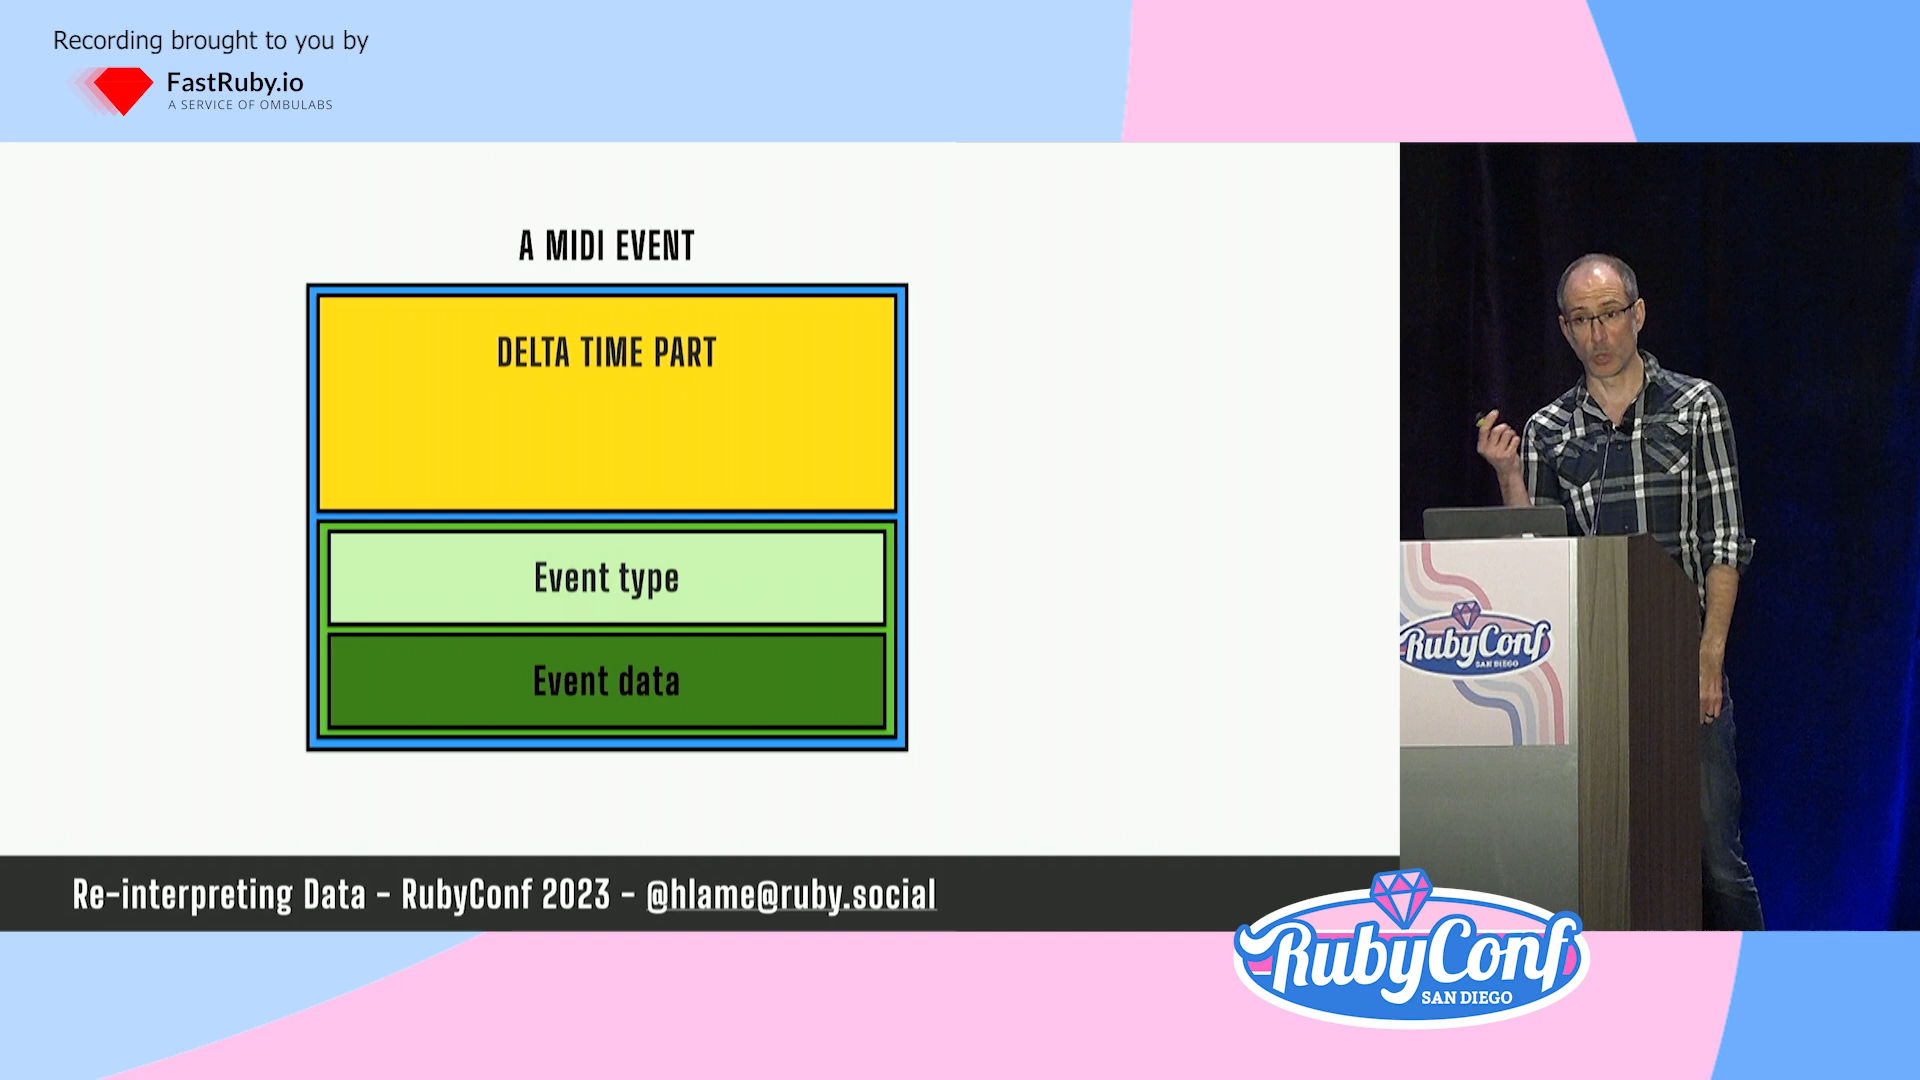 Recording brought to you by
FastRuby.io
A SERVICE OF OMBULABS
A MIDI EVENT
DELTA TIME PART
Event type
Event data
Re-interpreting Data - RubyConf 2023 - @hlame@ruby.social
RubyConf
SAN DIEGO
RubyConf
SAN DIEGO